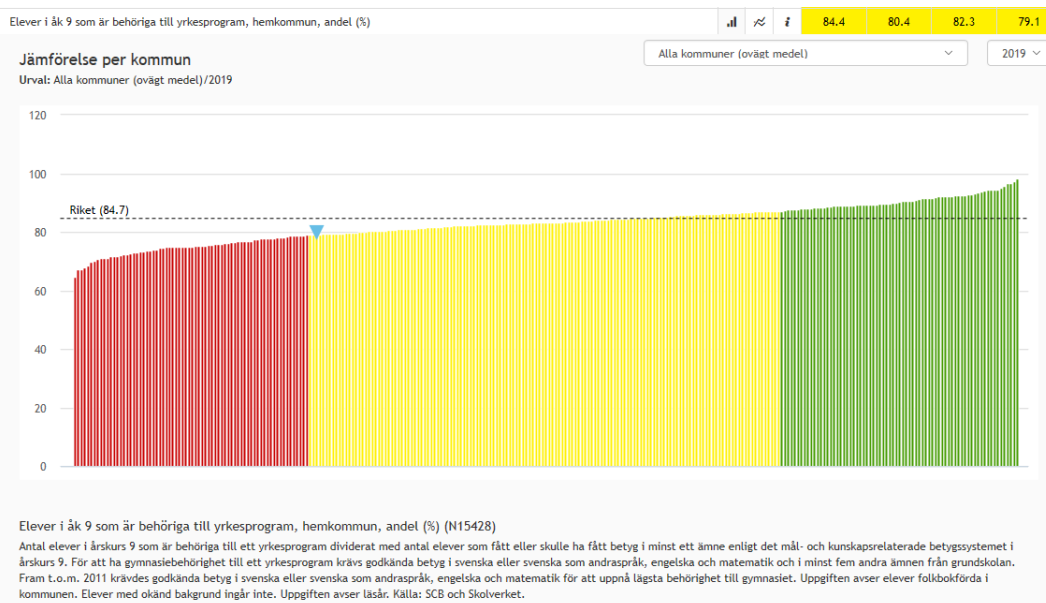 Elever i åk 9 som är behöriga till yrkesprogram, hemkommun, andel (%) i 84.4 80.4 82.3 79.1
Jämförelse per kommun
Alla kommuner (ovägt medel) 2019
Urval: Alla kommuner (ovägt medel)/2019
120
100
Riket (84.7)
80
60
40
20
0
Elever i åk 9 som är behöriga till yrkesprogram, hemkommun, andel (%) (N15428)
Antal elever i årskurs 9 som är behöriga till ett yrkesprogram dividerat med antal elever som fått eller skulle ha fått betyg i minst ett ämne enligt det mål- och kunskapsrelaterade betygssystemet i
årskurs 9. För att ha gymnasiebehörighet till ett yrkesprogram krävs godkända betyg i svenska eller svenska som andraspråk, engelska och matematik och i minst fem andra ämnen från grundskolan.
Fram t.o.m. 2011 krävdes godkända betyg i svenska eller svenska som andraspråk, engelska och matematik för att uppnå lägsta behörighet till gymnasiet. Uppgiften avser elever folkbokförda i
kommunen. Elever med okänd bakgrund ingår inte. Uppgiften avser läsår. Källa: SCB och Skolverket.